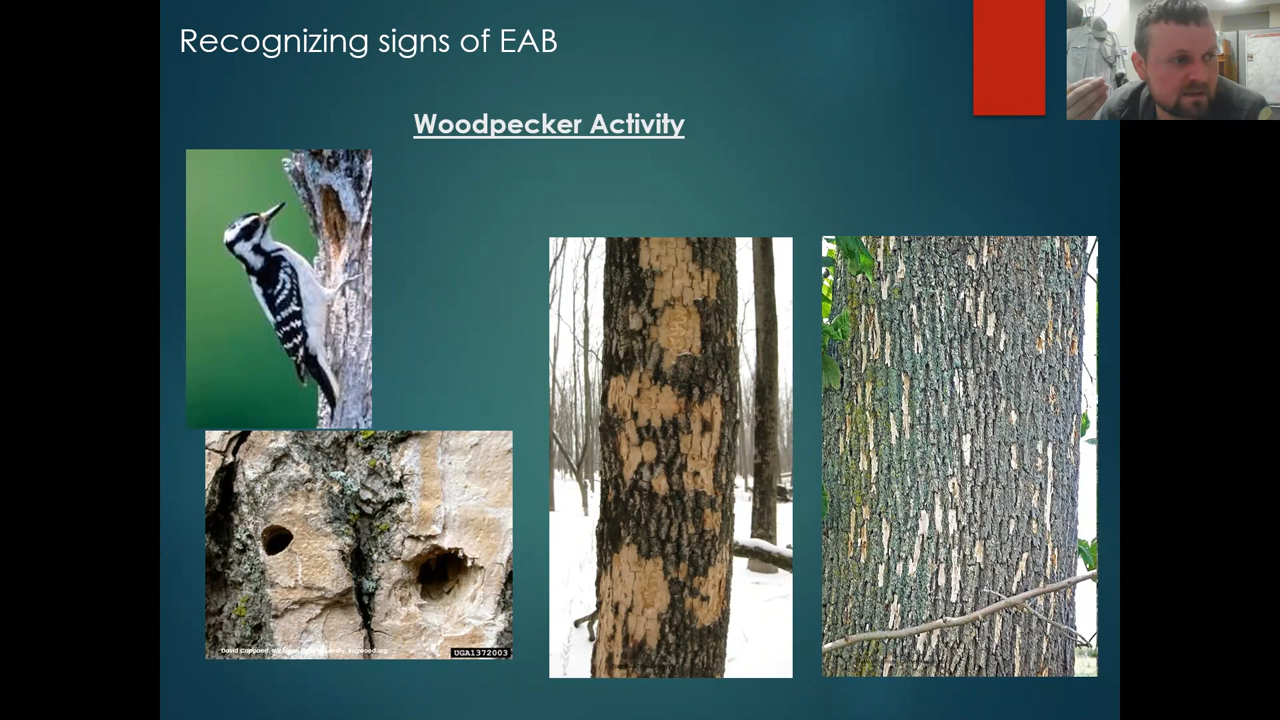 Recognizing signs of EAB
Woodpecker Activity
David Cappaert, Michigan State University, Bugwood.org
UGA1372003